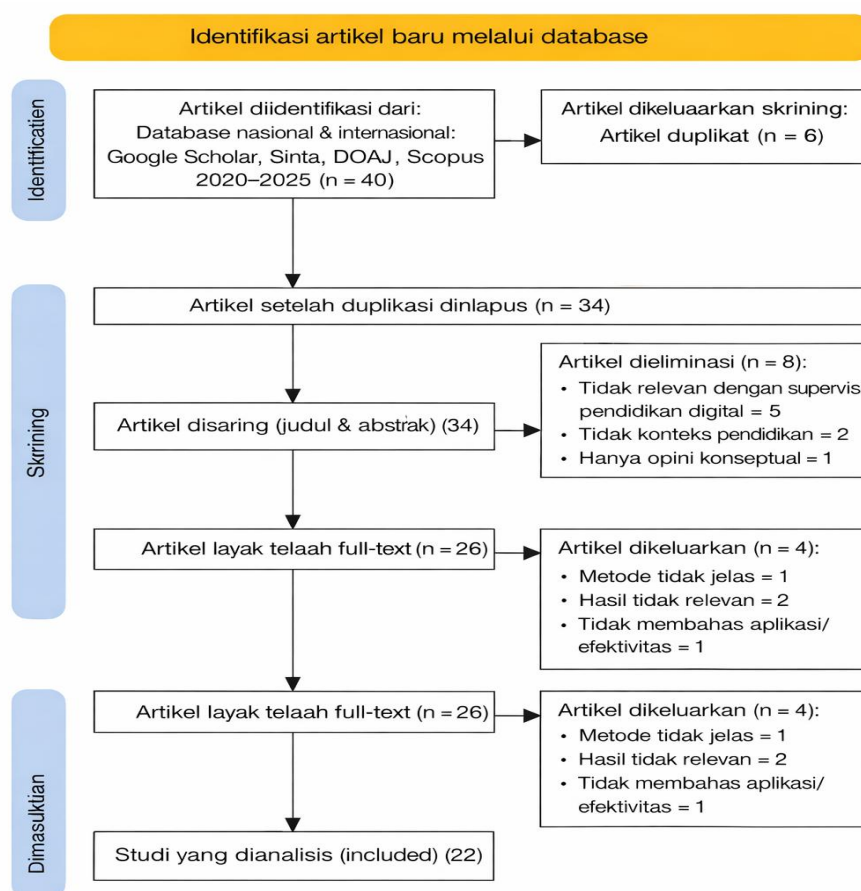 Identifikasi artikel baru melalui database
Identifficatien
Artikel diidentifikasi dari:
Database nasional & internasional:
Google Scholar, Sinta, DOAJ, Scopus
2020–2025 (n = 40)
Artikel dikeluaarkan skrining:
Artikel duplikat (n = 6)
Skrrining
Artikel setelah duplikasi dinlapus (n = 34)
Artikel disaring (judul & abstrak) (34)
Artikel dieliminasi (n = 8):
• Tidak relevan dengan supervis
pendidikan digital = 5
• Tidak konteks pendidikan = 2
• Hanya opini konseptual = 1
Artikel layak telaah full-text (n = 26)
Artikel dikeluarkan (n = 4):
• Metode tidak jelas = 1
• Hasil tidak relevan = 2
• Tidak membahas aplikasi/
efektivitas = 1
Dimasuktian
Artikel layak telaah full-text (n = 26)
Artikel dikeluarkan (n = 4):
• Metode tidak jelas = 1
• Hasil tidak relevan = 2
• Tidak membahas aplikasi/
efektivitas = 1
Studi yang dianalisis (included) (22)